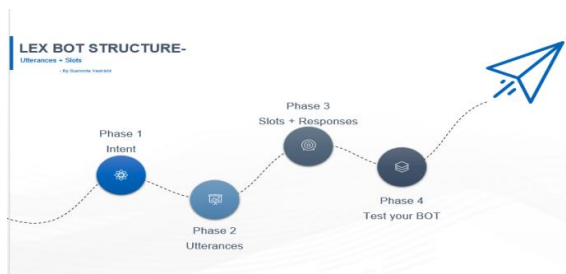 LEX BOT STRUCTURE-
Utterances + Slots
- By
Phase 1
Intent
Phase 2
Utterances
Phase 3
Slots + Responses
Phase 4
Test your BOT